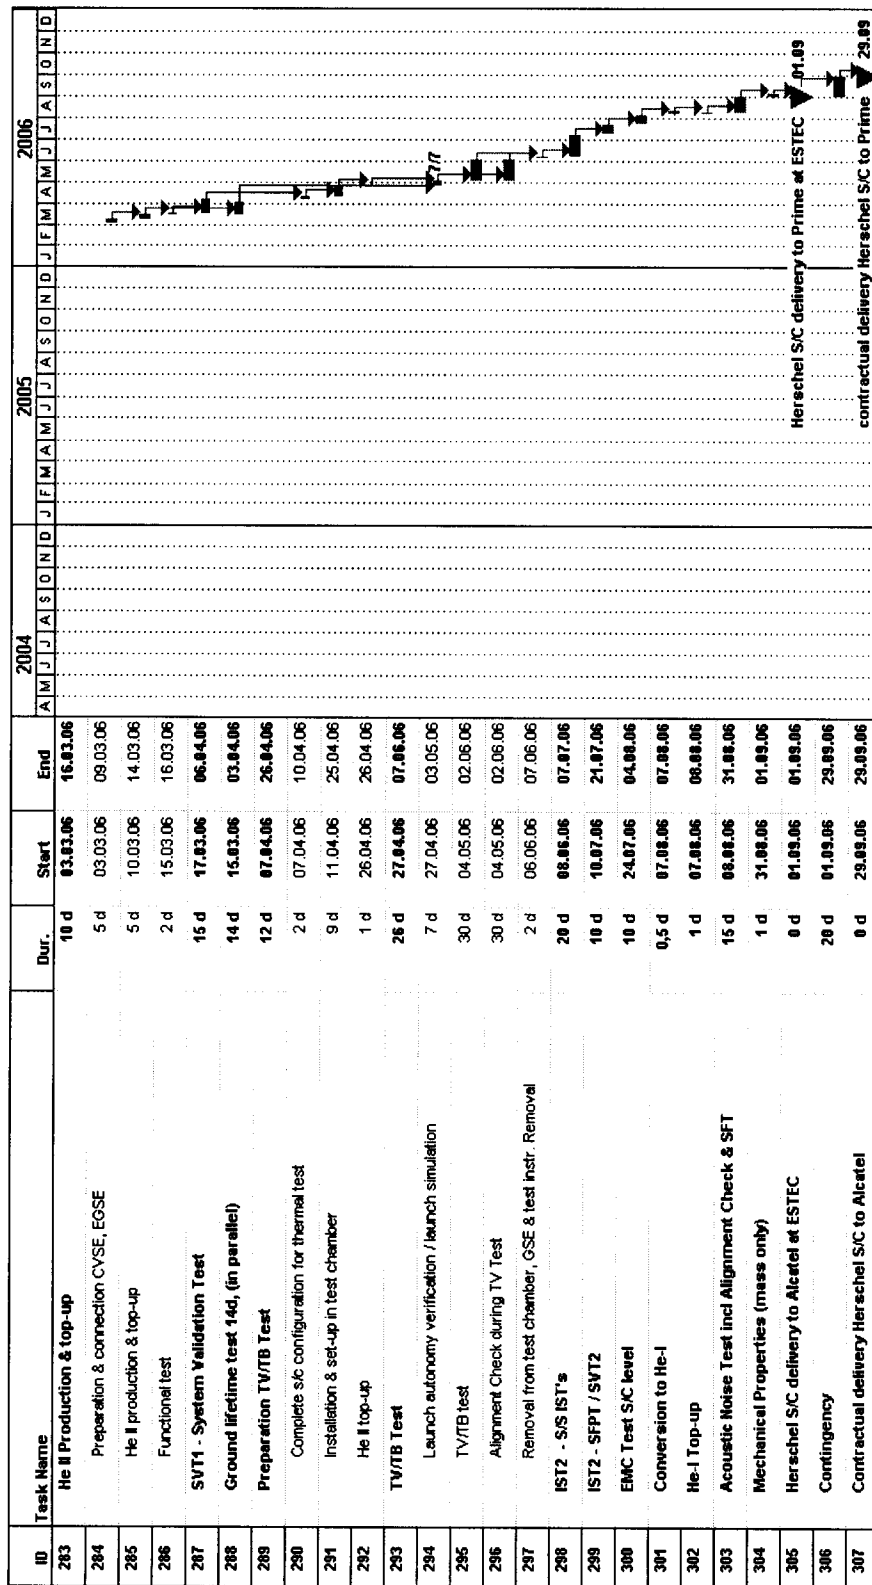 ID Task Name Dur. Start End 2004 2005 2006
A M J J A S O N D J F M A M J J A S O N D J F M A M J J A S O N D
283 He II Production & top-up 10 d 03.03.06 16.03.06
284 Preparation & connection CVSE, EGSE 5 d 03.03.06 09.03.06
285 He II production & top-up 5 d 10.03.06 14.03.06
286 Functional test 2 d 15.03.06 16.03.06
287 SVT1 - System Validation Test 15 d 17.03.06 06.04.06
288 Ground lifetime test 14d, (in parallel) 14 d 15.03.06 03.04.06
289 Preparation TV/TB Test 12 d 07.04.06 26.04.06
290 Complete s/c configuration for thermal test 2 d 07.04.06 10.04.06
291 Installation & set-up in test chamber 9 d 11.04.06 25.04.06
292 He II top-up 1 d 26.04.06 26.04.06
293 TV/TB Test 26 d 27.04.06 07.06.06
294 Launch autonomy verification / launch simulation 7 d 27.04.06 03.05.06 7/7
295 TV/TB test 30 d 04.05.06 02.06.06
296 Alignment Check during TV Test 30 d 04.05.06 02.06.06
297 Removal from test chamber, GSE & test instr. Removal 2 d 06.06.06 07.06.06
298 IST2 - S/S IST's 20 d 08.06.06 07.07.06
299 IST2 - SFPT / SVT2 10 d 10.07.06 21.07.06
300 EMC Test S/C level 10 d 24.07.06 04.08.06
301 Conversion to He-I 0,5 d 07.08.06 07.08.06
302 He-I Top-up 1 d 07.08.06 08.08.06
303 Acoustic Noise Test incl Alignment Check & SFT 15 d 08.08.06 31.08.06
304 Mechanical Properties (mass only) 1 d 31.08.06 01.09.06
305 Herschel S/C delivery to Alcatel at ESTEC 0 d 01.09.06 01.09.06 Herschel S/C delivery to Prime at ESTEC 01.09
306 Contingency 20 d 01.09.06 29.09.06
307 Contractual delivery Herschel S/C to Alcatel 0 d 29.09.06 29.09.06 contractual delivery Herschel S/C to Prime 29.09